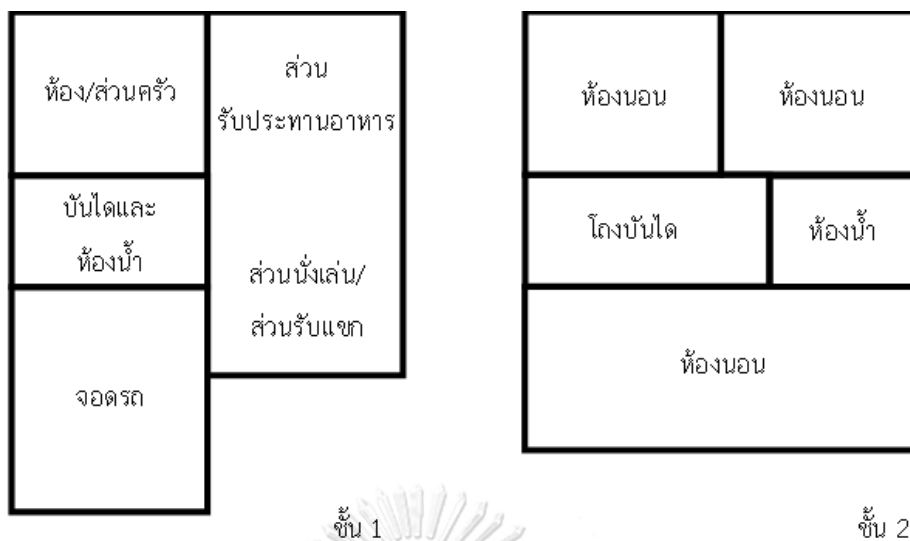 ห้อง/ส่วนครัว
ส่วน
รับประทานอาหาร
บันไดและ
ห้องน้ำ
ส่วนนั่งเล่น/
ส่วนรับแขก
จอดรถ
ชั้น 1
ห้องนอน
ห้องนอน
โถงบันได
ห้องน้ำ
ห้องนอน
ชั้น 2